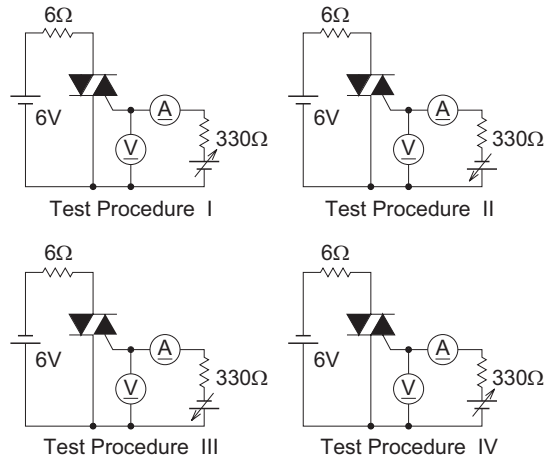 6Ω
6V
A
V
330Ω
Test Procedure I
6Ω
6V
A
V
330Ω
Test Procedure II
6Ω
6V
A
V
330Ω
Test Procedure III
6Ω
6V
A
V
330Ω
Test Procedure IV